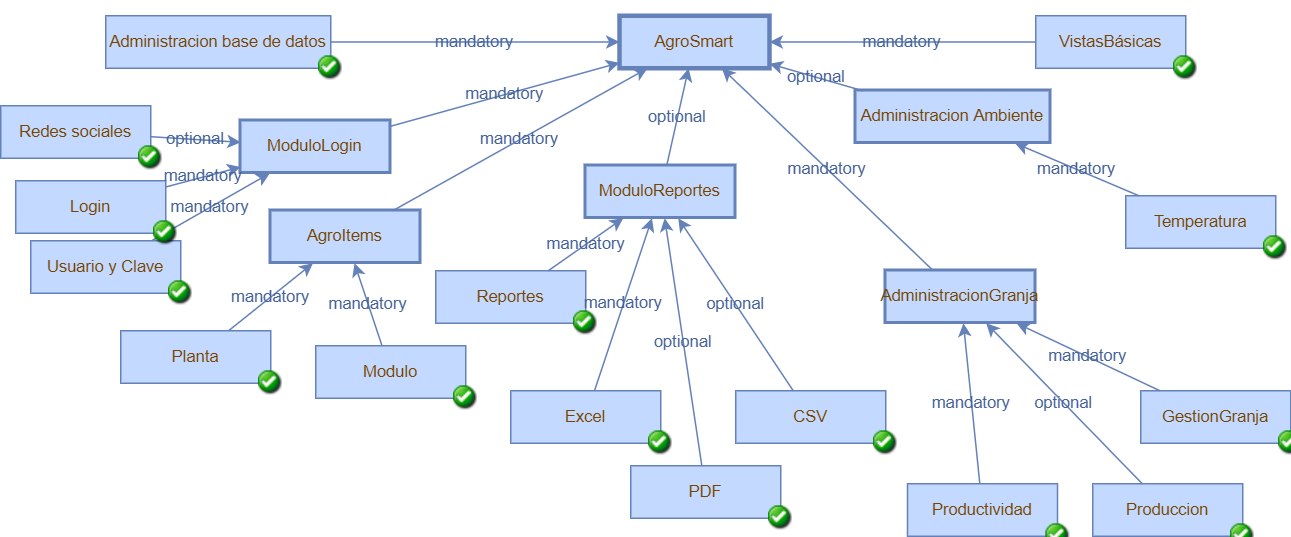 Administracion base de datos
mandatory
AgroSmart
mandatory
VistasBásicas
optional
mandatory
Administracion Ambiente
Redes sociales
optional
ModuloLogin
mandatory
optional
mandatory
mandatory
mandatory
Login
mandatory
ModuloReportes
Temperatura
AgroItems
mandatory
Usuario y Clave
mandatory
mandatory
Reportes
mandatory
optional
AdministracionGranja
optional
mandatory
Planta
Modulo
mandatory
optional
Excel
CSV
GestionGranja
PDF
Productividad
Produccion